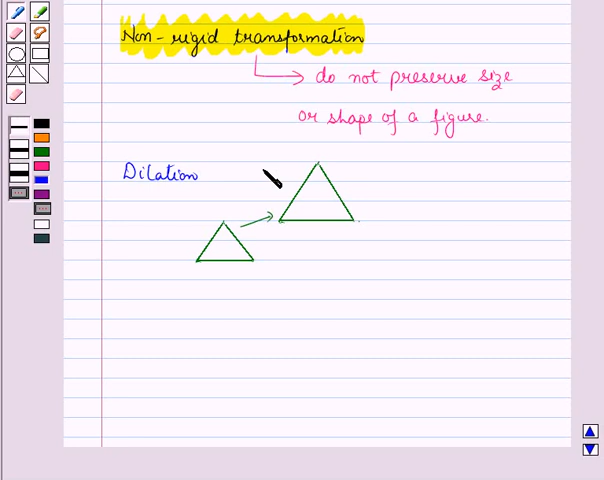 Non-rigid transformation
do not preserve size
or shape of a figure.
Dilation